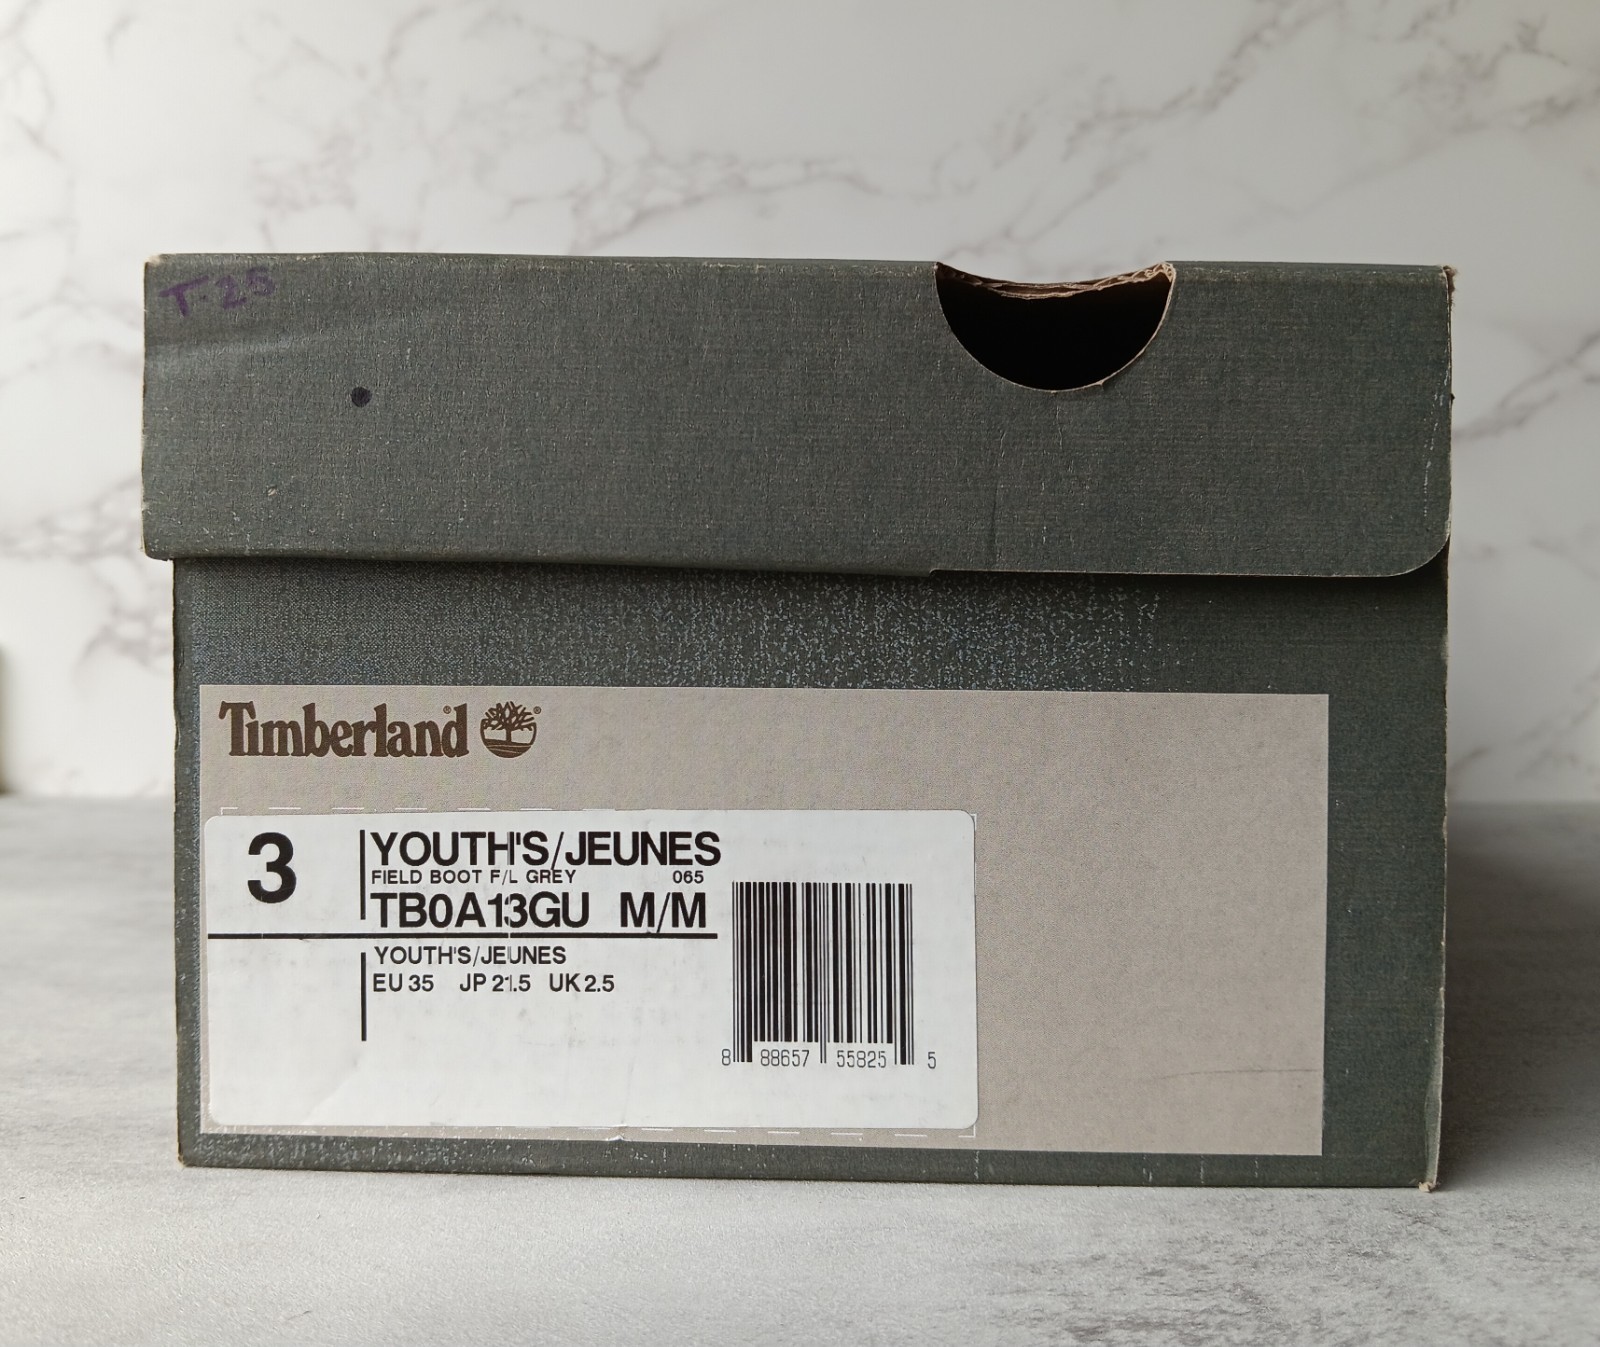 T-25
Timberland®
3
YOUTH'S/JEUNES
FIELD BOOT F/L GREY 065
TB0A13GU M/M
YOUTH'S/JEUNES
EU 35 JP 21.5 UK 2.5
8 88657 55825 5